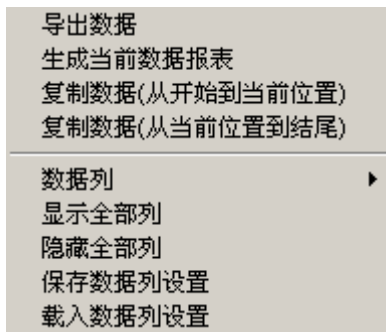 导出数据
生成当前数据报表
复制数据(从开始到当前位置)
复制数据(从当前位置到结尾)
数据列
显示全部列
隐藏全部列
保存数据列设置
载入数据列设置